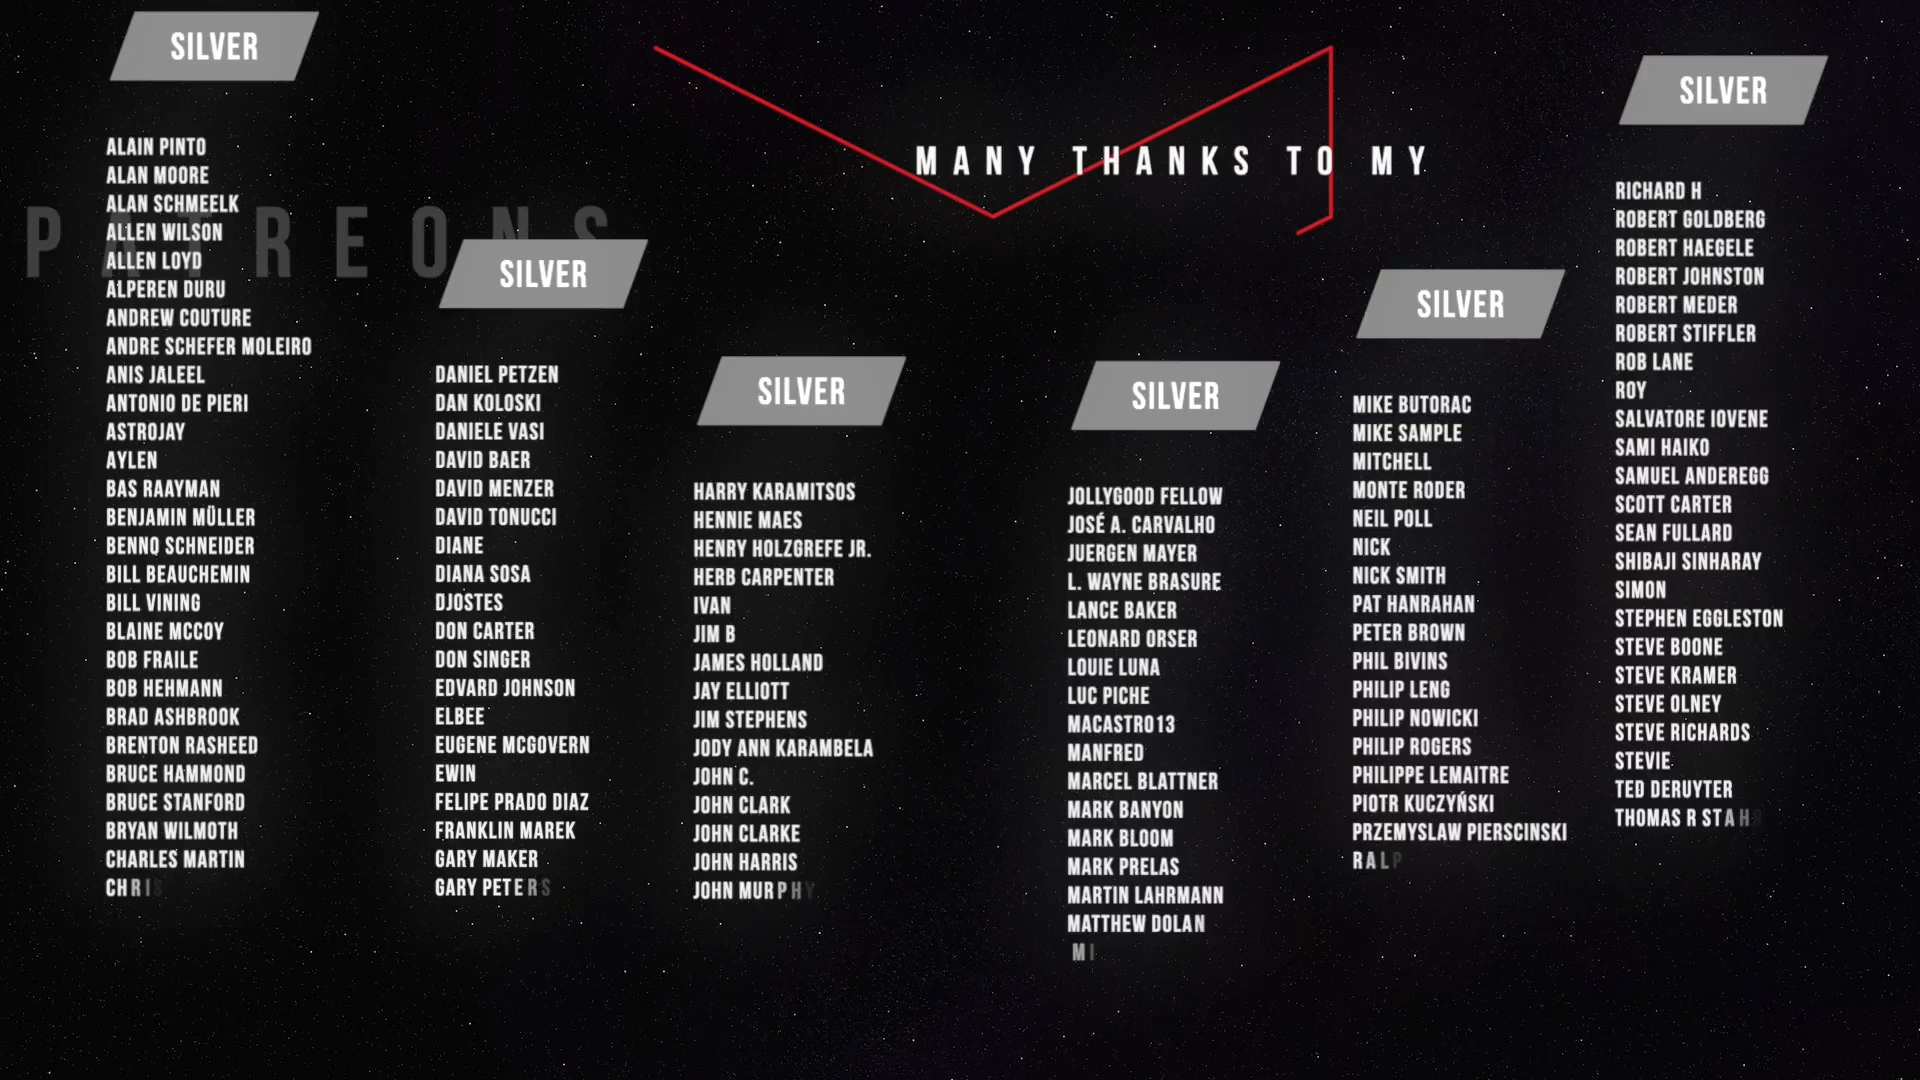 MANY THANKS TO MY
PATREONS
SILVER
ALAIN PINTO
ALAN MOORE
ALAN SCHMEELK
ALLEN WILSON
ALLEN LOYD
ALPEREN DURU
ANDREW COUTURE
ANDRE SCHEFER MOLEIRO
ANIS JALEEL
ANTONIO DE PIERI
ASTROJAY
AYLEN
BAS RAAYMAN
BENJAMIN MÜLLER
BENNO SCHNEIDER
BILL BEAUCHEMIN
BILL VINING
BLAINE MCCOY
BOB FRAILE
BOB HEHMANN
BRAD ASHBROOK
BRENTON RASHEED
BRUCE HAMMOND
BRUCE STANFORD
BRYAN WILMOTH
CHARLES MARTIN
CHRIS
SILVER
DANIEL PETZEN
DAN KOLOSKI
DANIELE VASI
DAVID BAER
DAVID MENZER
DAVID TONUCCI
DIANE
DIANA SOSA
DJOSTES
DON CARTER
DON SINGER
EDVARD JOHNSON
ELBEE
EUGENE MCGOVERN
EWIN
FELIPE PRADO DIAZ
FRANKLIN MAREK
GARY MAKER
GARY PETERS
SILVER
HARRY KARAMITSOS
HENNIE MAES
HENRY HOLZGREFE JR.
HERB CARPENTER
IVAN
JIM B
JAMES HOLLAND
JAY ELLIOTT
JIM STEPHENS
JODY ANN KARAMBELA
JOHN C.
JOHN CLARK
JOHN CLARKE
JOHN HARRIS
JOHN MURPHY
SILVER
JOLLYGOOD FELLOW
JOSÉ A. CARVALHO
JUERGEN MAYER
L. WAYNE BRASURE
LANCE BAKER
LEONARD ORSER
LOUIE LUNA
LUC PICHE
MACASTRO13
MANFRED
MARCEL BLATTNER
MARK BANYON
MARK BLOOM
MARK PRELAS
MARTIN LAHRMANN
MATTHEW DOLAN
MI
SILVER
MIKE BUTORAC
MIKE SAMPLE
MITCHELL
MONTE RODER
NEIL POLL
NICK
NICK SMITH
PAT HANRAHAN
PETER BROWN
PHIL BIVINS
PHILIP LENG
PHILIP NOWICKI
PHILIP ROGERS
PHILIPPE LEMAITRE
PIOTR KUCZYŃSKI
PRZEMYSLAW PIERSCINSKI
RALP
SILVER
RICHARD H
ROBERT GOLDBERG
ROBERT HAEGELE
ROBERT JOHNSTON
ROBERT MEDER
ROBERT STIFFLER
ROB LANE
ROY
SALVATORE IOVENE
SAMI HAIKO
SAMUEL ANDEREGG
SCOTT CARTER
SEAN FULLARD
SHIBAJI SINHARAY
SIMON
STEPHEN EGGLESTON
STEVE BOONE
STEVE KRAMER
STEVE OLNEY
STEVE RICHARDS
STEVIE
TED DERUYTER
THOMAS R STAH